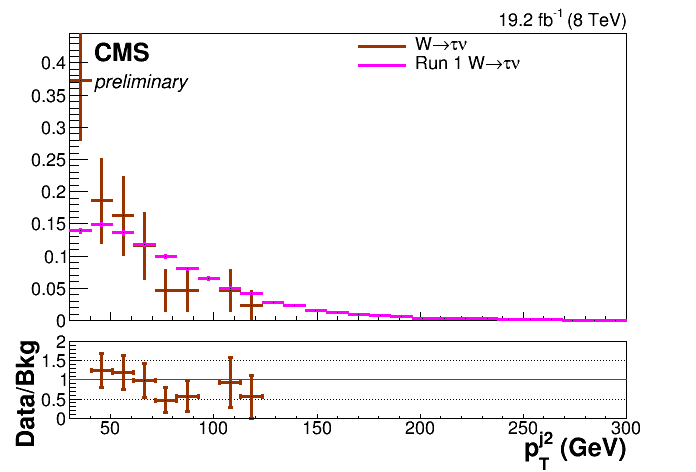 19.2 fb⁻¹ (8 TeV)
CMS
preliminary
W→τν
Run 1 W→τν
0.4
0.35
0.3
0.25
0.2
0.15
0.1
0.05
0
Data/Bkg
2
1.5
1
0.5
0
50 100 150 200 250 300
p_T^j2 (GeV)